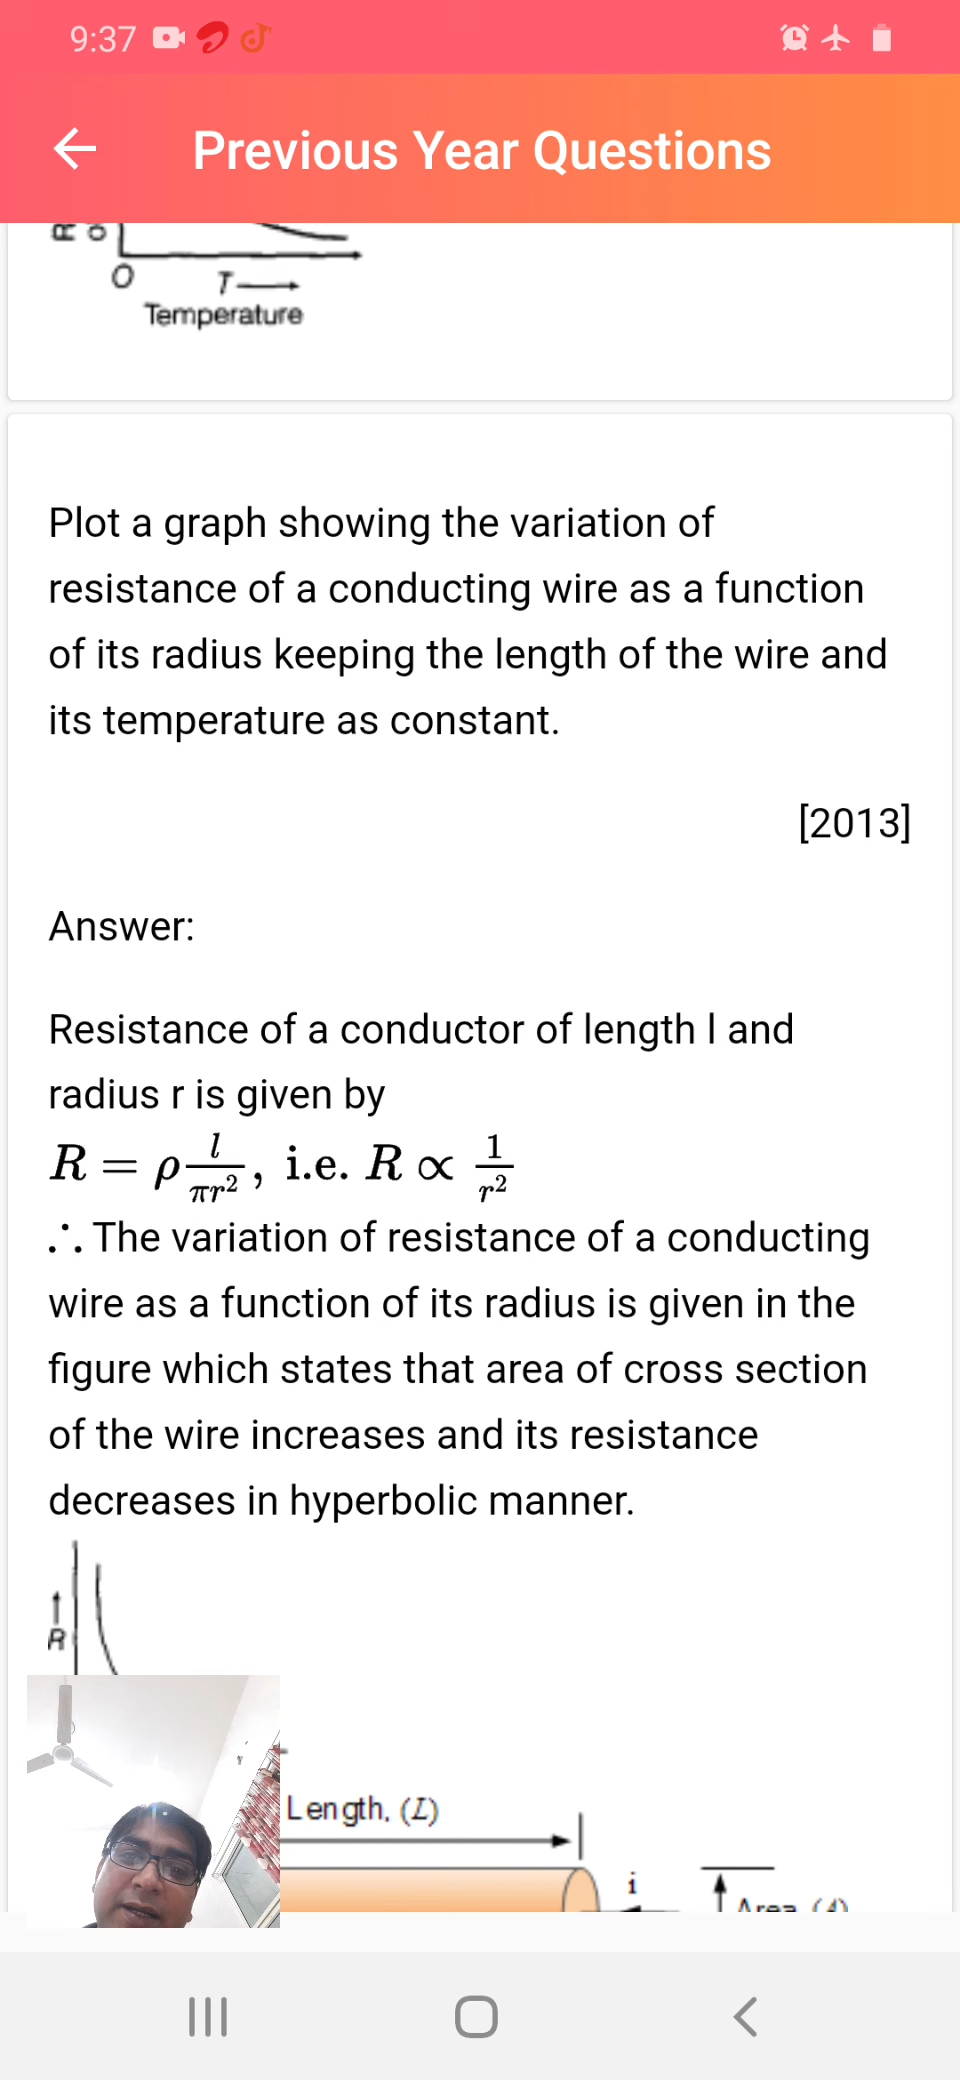 9:37
Previous Year Questions
O
T
Temperature
Plot a graph showing the variation of
resistance of a conducting wire as a function
of its radius keeping the length of the wire and
its temperature as constant.
[2013]
Answer:
Resistance of a conductor of length l and
radius r is given by
R = ρ l/πr², i.e. R ∝ 1/r²
∴ The variation of resistance of a conducting
wire as a function of its radius is given in the
figure which states that area of cross section
of the wire increases and its resistance
decreases in hyperbolic manner.
R
Length, (L)
i
Area (A)